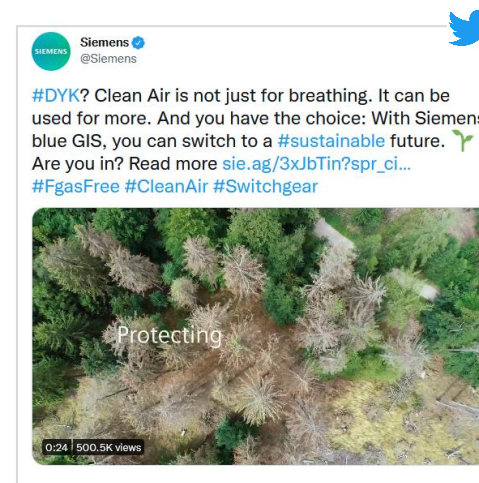 SIEMENS
Siemens
@Siemens
#DYK? Clean Air is not just for breathing. It can be
used for more. And you have the choice: With Siemens
blue GIS, you can switch to a #sustainable future.
Are you in? Read more sie.ag/3xJbTin?spr_ci...
#FgasFree #CleanAir #Switchgear
Protecting
0:24 500.5K views